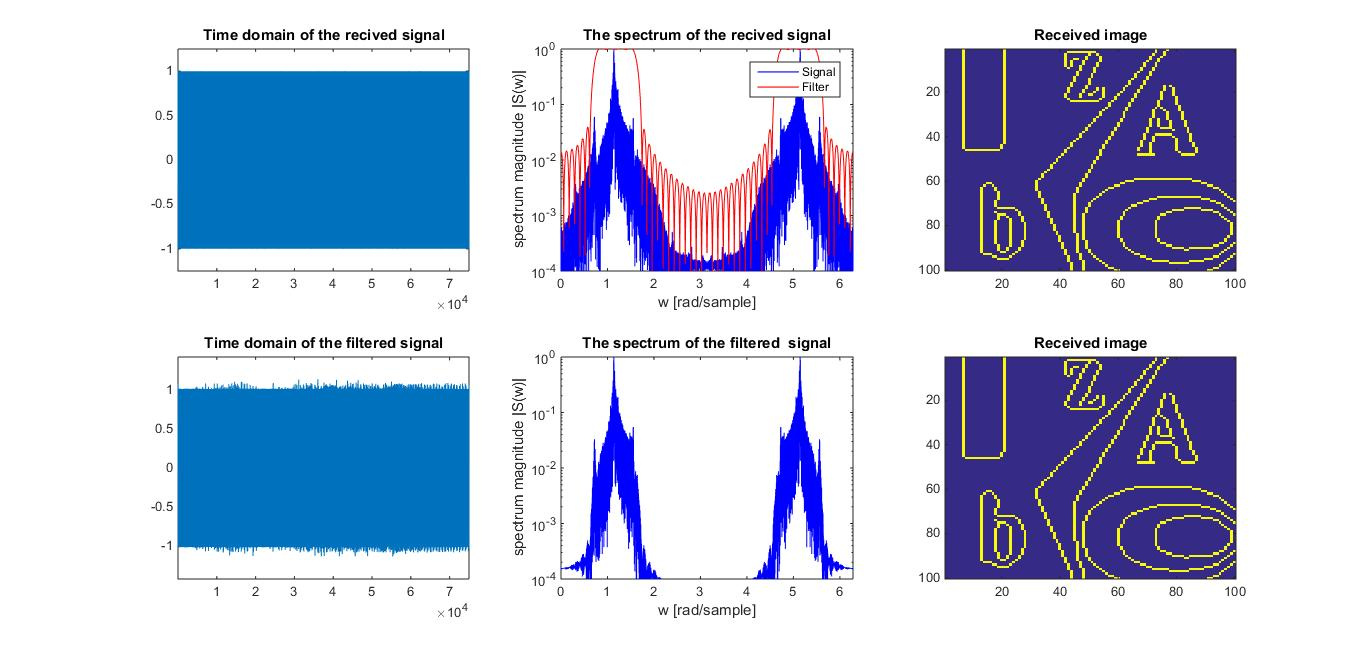 Time domain of the recived signal
1
0.5
0
-0.5
-1
1 2 3 4 5 6 7
×10^4
The spectrum of the recived signal
spectrum magnitude |S(w)|
10^0
10^-1
10^-2
10^-3
10^-4
Signal
Filter
0 1 2 3 4 5 6
w [rad/sample]
Received image
20
40
60
80
100
20 40 60 80 100
z
A
b
Time domain of the filtered signal
1
0.5
0
-0.5
-1
1 2 3 4 5 6 7
×10^4
The spectrum of the filtered  signal
spectrum magnitude |S(w)|
10^0
10^-1
10^-2
10^-3
10^-4
0 1 2 3 4 5 6
w [rad/sample]
Received image
20
40
60
80
100
20 40 60 80 100
z
A
b